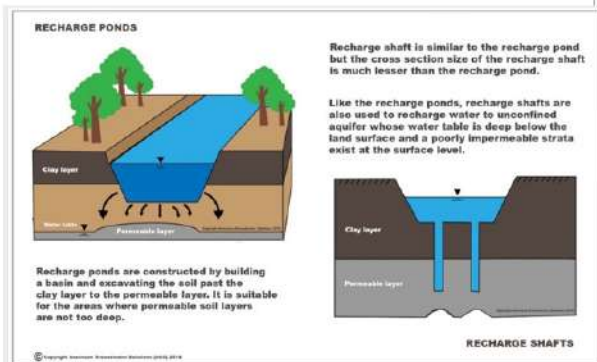 RECHARGE PONDS
Clay layer
Water table
Permeable layer
Recharge ponds are constructed by building
a basin and excavating the soil past the
clay layer to the permeable layer. It is suitable
for the areas where permeable soil layers
are not too deep.
Recharge shaft is similar to the recharge pond
but the cross section size of the recharge shaft
is much lesser than the recharge pond.
Like the recharge ponds, recharge shafts are
also used to recharge water to unconfined
aquifer whose water table is deep below the
land surface and a poorly impermeable strata
exist at the surface level.
Clay layer
Permeable layer
RECHARGE SHAFTS